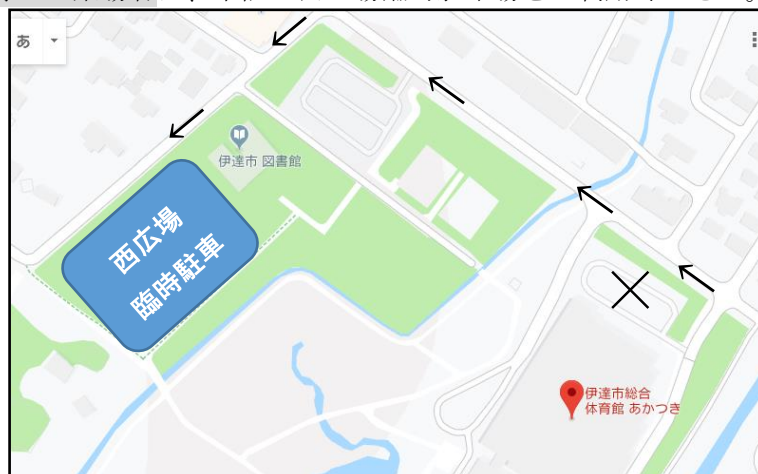 あ
伊達市 図書館
西広場
臨時駐車
伊達市総合
体育館 あかつき